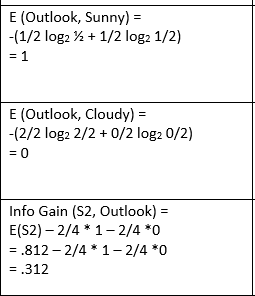 E (Outlook, Sunny) =
-(1/2 log₂ ½ + 1/2 log₂ 1/2)
= 1
E (Outlook, Cloudy) =
-(2/2 log₂ 2/2 + 0/2 log₂ 0/2)
= 0
Info Gain (S2, Outlook) =
E(S2) – 2/4 * 1 – 2/4 *0
= .812 – 2/4 * 1 – 2/4 *0
= .312